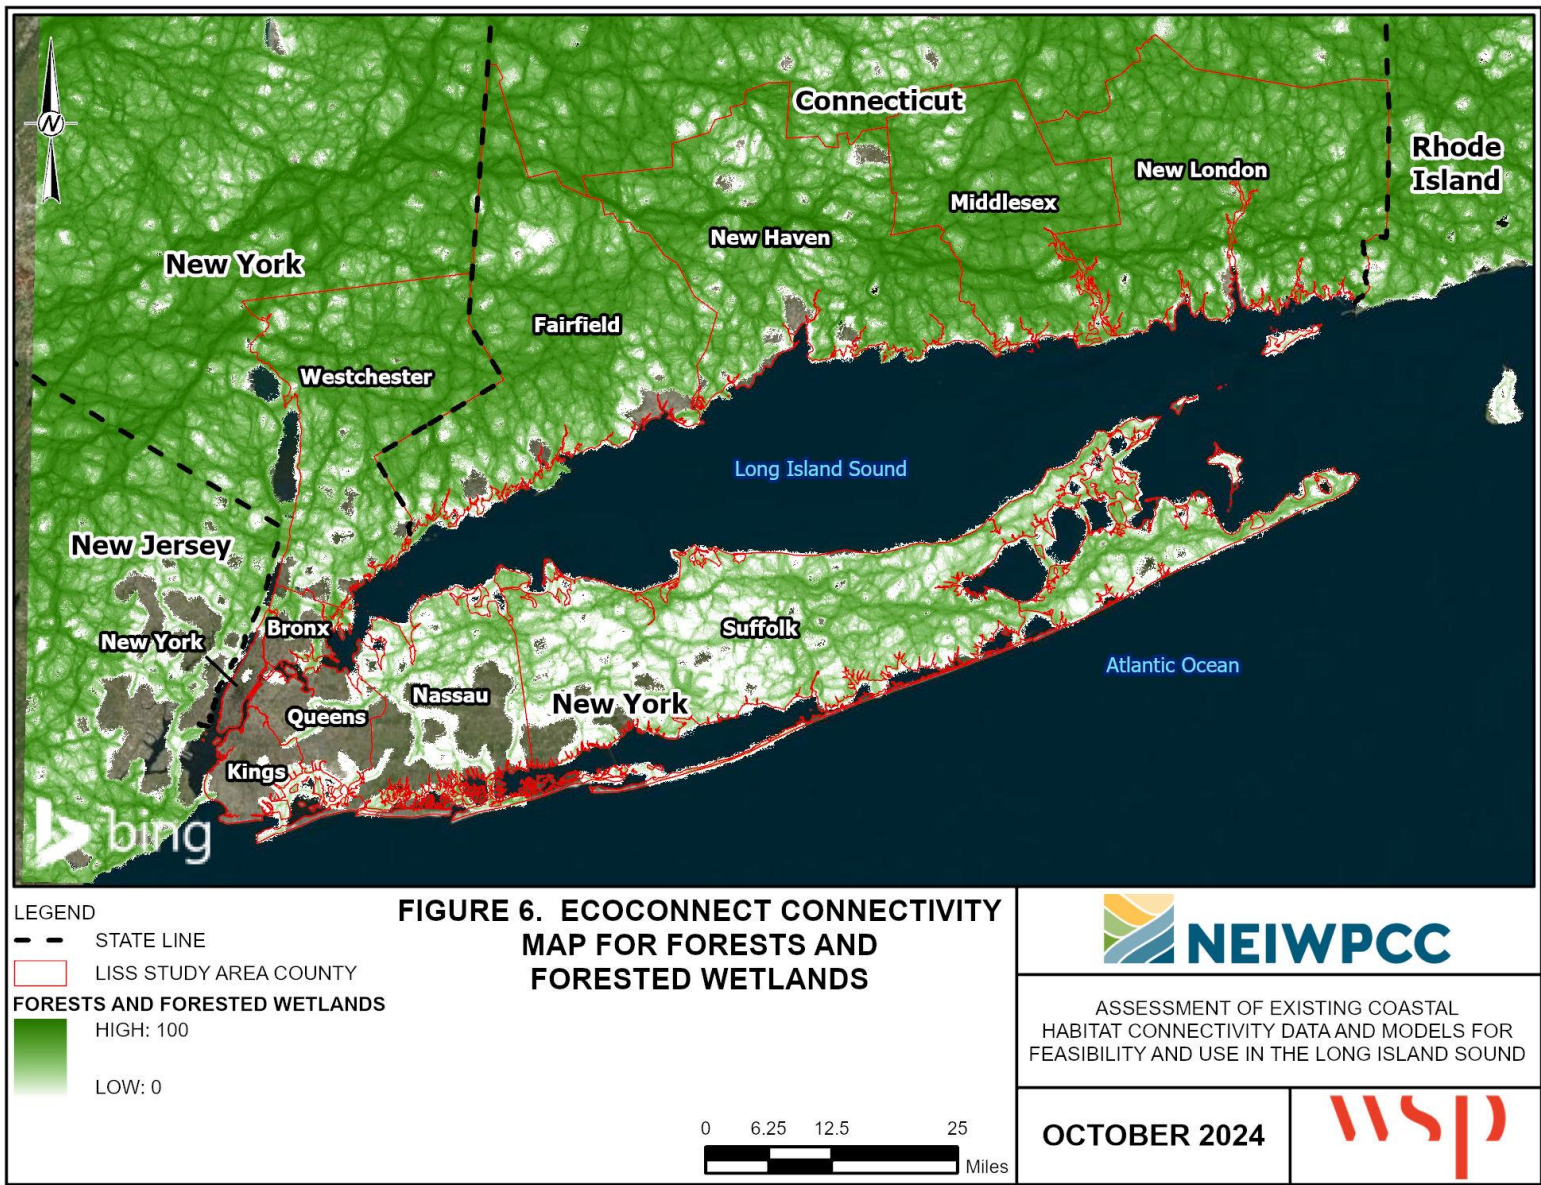 N
Connecticut
Rhode
Island
New London
Middlesex
New Haven
New York
Fairfield
Westchester
Long Island Sound
New Jersey
Bronx
New York
Suffolk
Atlantic Ocean
Nassau
New York
Queens
Kings
bing
LEGEND
STATE LINE
LISS STUDY AREA COUNTY
FORESTS AND FORESTED WETLANDS
HIGH: 100
LOW: 0
FIGURE 6. ECOCONNECT CONNECTIVITY
MAP FOR FORESTS AND
FORESTED WETLANDS
0 6.25 12.5 25
Miles
NEIWPCC
ASSESSMENT OF EXISTING COASTAL
HABITAT CONNECTIVITY DATA AND MODELS FOR
FEASIBILITY AND USE IN THE LONG ISLAND SOUND
OCTOBER 2024
wsp